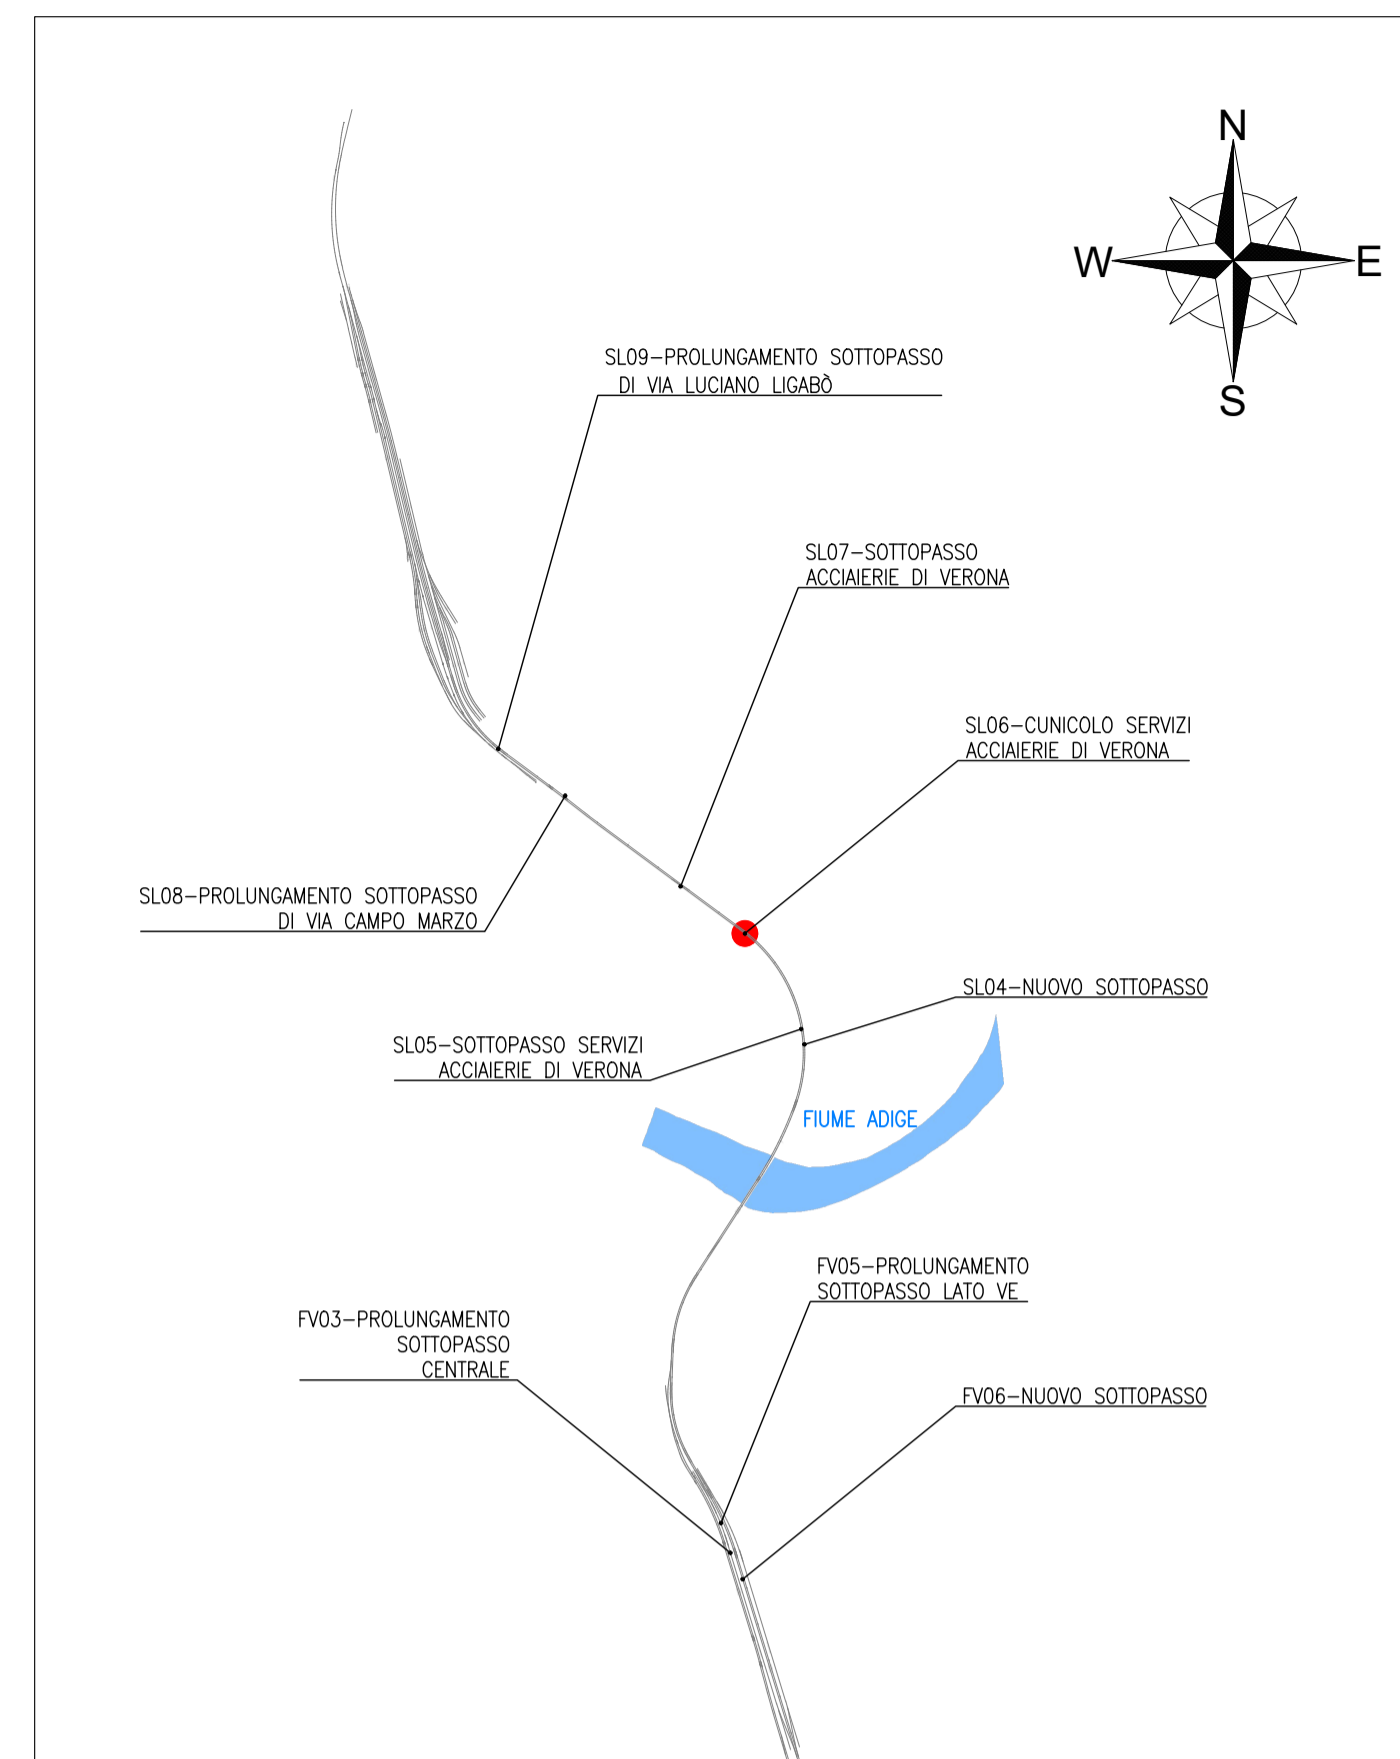 N
W
E
S
SL09-PROLUNGAMENTO SOTTOPASSO
DI VIA LUCIANO LIGABÒ
SL07-SOTTOPASSO
ACCIAIERIE DI VERONA
SL06-CUNICOLO SERVIZI
ACCIAIERIE DI VERONA
SL08-PROLUNGAMENTO SOTTOPASSO
DI VIA CAMPO MARZO
SL04-NUOVO SOTTOPASSO
SL05-SOTTOPASSO SERVIZI
ACCIAIERIE DI VERONA
FIUME ADIGE
FV05-PROLUNGAMENTO
SOTTOPASSO LATO VE
FV03-PROLUNGAMENTO
SOTTOPASSO
CENTRALE
FV06-NUOVO SOTTOPASSO